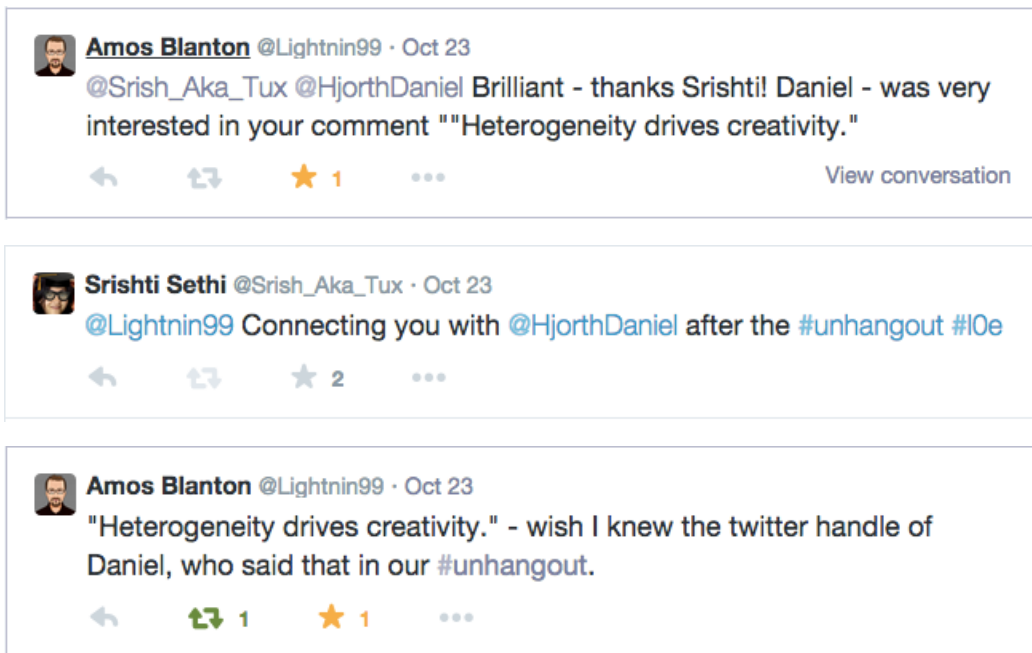 Amos Blanton @Lightnin99 · Oct 23
@Srish_Aka_Tux @HjorthDaniel Brilliant - thanks Srishti! Daniel - was very
interested in your comment ""Heterogeneity drives creativity."
1
View conversation
Srishti Sethi @Srish_Aka_Tux · Oct 23
@Lightnin99 Connecting you with @HjorthDaniel after the #unhangout #l0e
2
Amos Blanton @Lightnin99 · Oct 23
"Heterogeneity drives creativity." - wish I knew the twitter handle of
Daniel, who said that in our #unhangout.
1 1